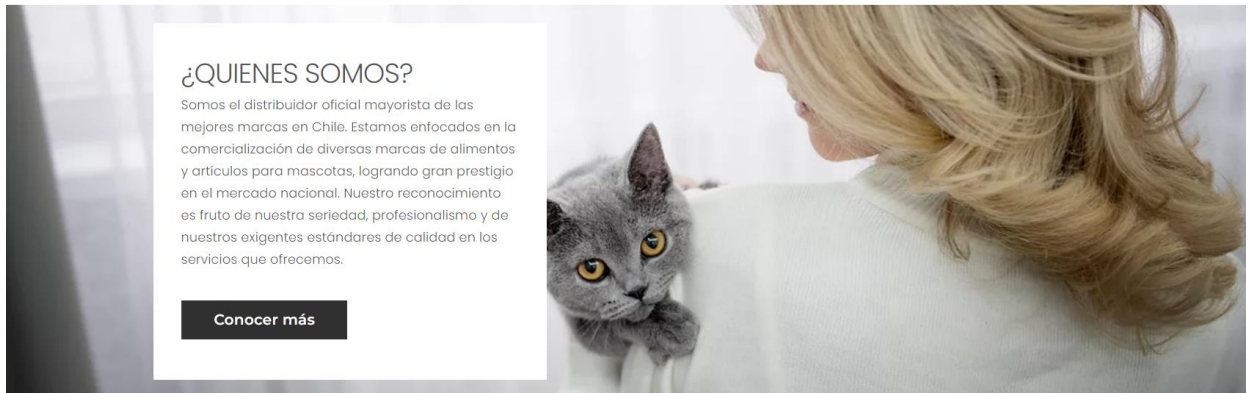 ¿QUIENES SOMOS?
Somos el distribuidor oficial mayorista de las
mejores marcas en Chile. Estamos enfocados en la
comercialización de diversas marcas de alimentos
y artículos para mascotas, logrando gran prestigio
en el mercado nacional. Nuestro reconocimiento
es fruto de nuestra seriedad, profesionalismo y de
nuestros exigentes estándares de calidad en los
servicios que ofrecemos.
Conocer más